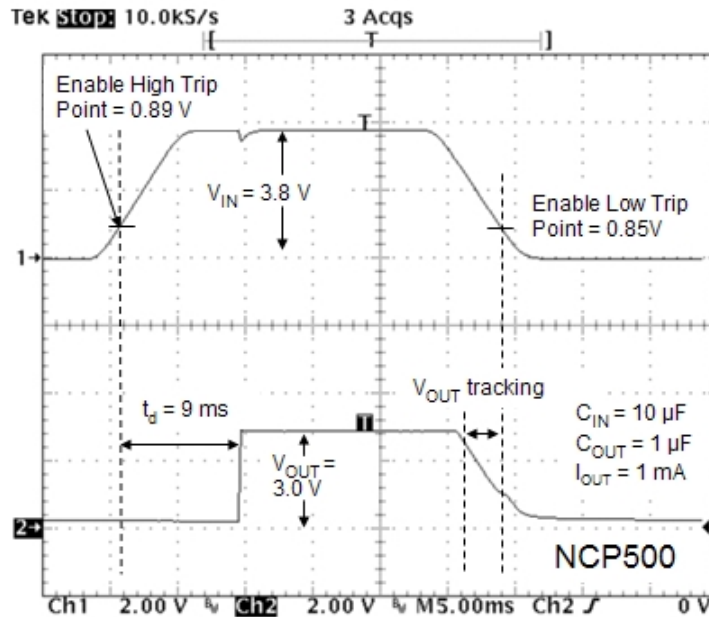 Tek Stop: 10.0kS/s 3 Acqs
[ T ]
Enable High Trip
Point = 0.89 V
T
VIN = 3.8 V
Enable Low Trip
Point = 0.85V
1→
VOUT tracking
td = 9 ms
T
CIN = 10 µF
COUT = 1 µF
IOUT = 1 mA
VOUT =
3.0 V
2→
NCP500
Ch1 2.00 V BW Ch2 2.00 V BW M5.00ms Ch2 ƒ 0 V